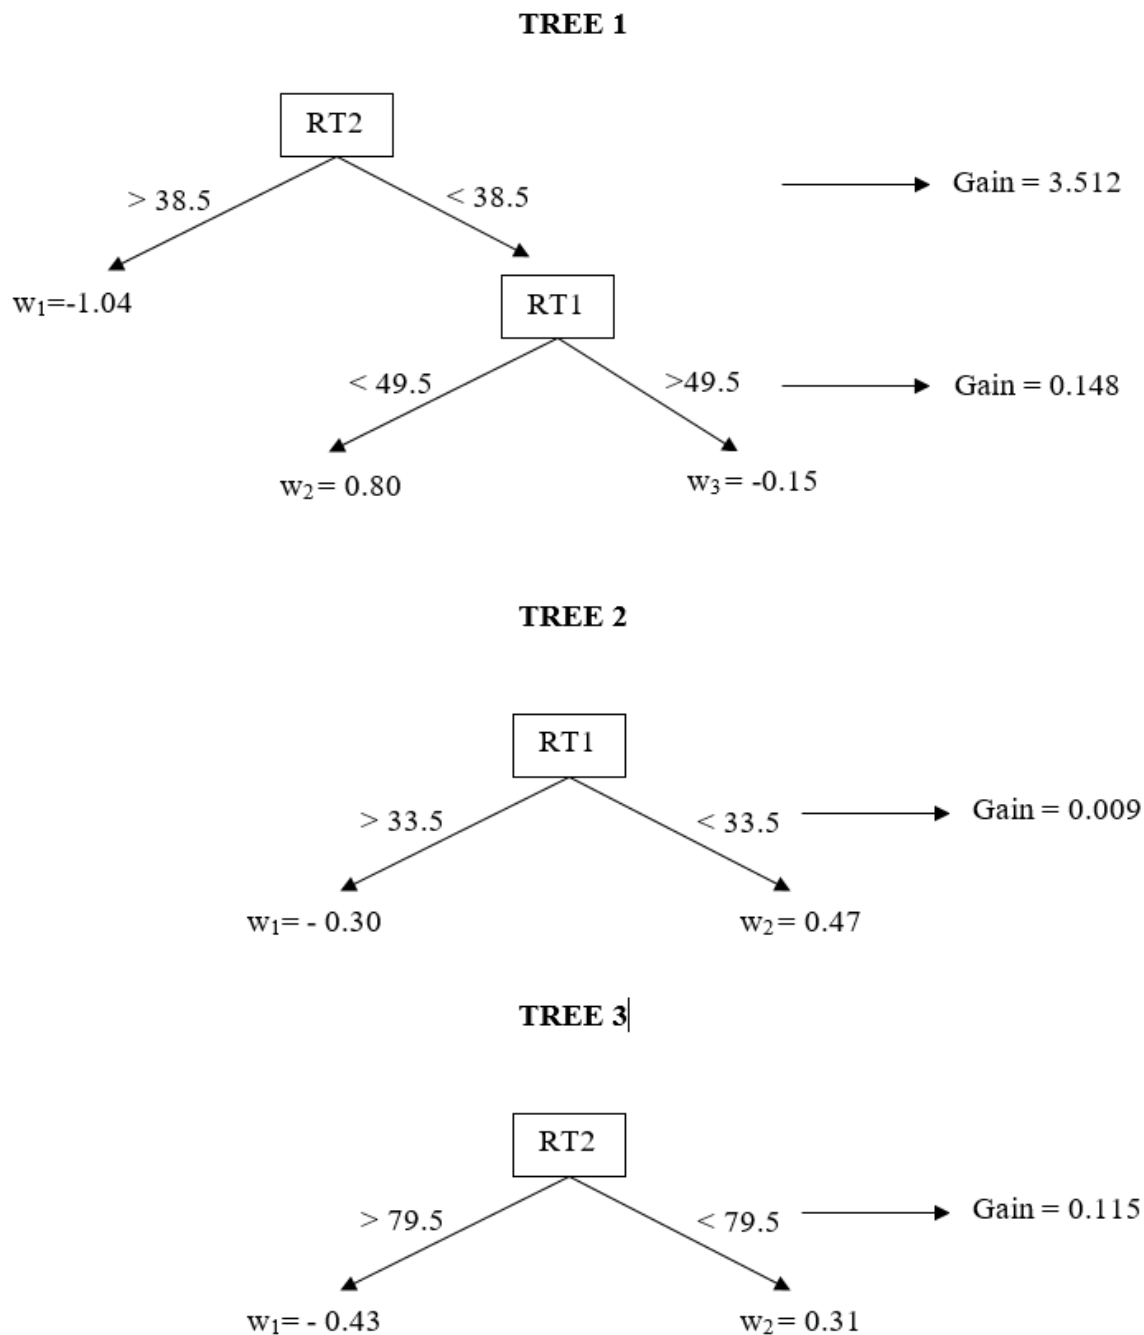 TREE 1
RT2
> 38.5
< 38.5
Gain = 3.512
w₁=-1.04
RT1
< 49.5
>49.5
Gain = 0.148
w₂= 0.80
w₃= -0.15
TREE 2
RT1
> 33.5
< 33.5
Gain = 0.009
w₁= - 0.30
w₂= 0.47
TREE 3
RT2
> 79.5
< 79.5
Gain = 0.115
w₁= - 0.43
w₂= 0.31